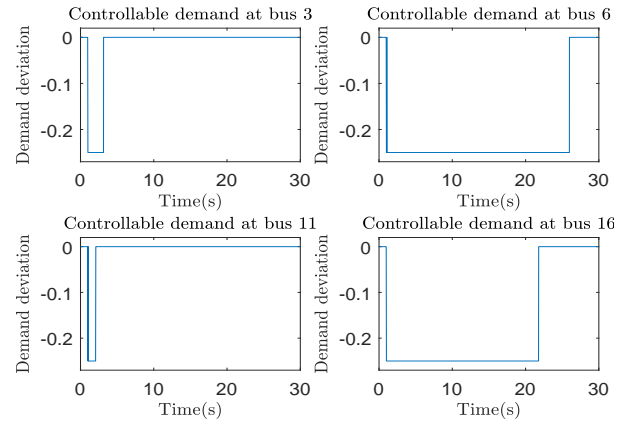 Controllable demand at bus 3
Demand deviation
0
-0.1
-0.2
0 10 20 30
Time(s)
Controllable demand at bus 6
Demand deviation
0
-0.1
-0.2
0 10 20 30
Time(s)
Controllable demand at bus 11
Demand deviation
0
-0.1
-0.2
0 10 20 30
Time(s)
Controllable demand at bus 16
Demand deviation
0
-0.1
-0.2
0 10 20 30
Time(s)